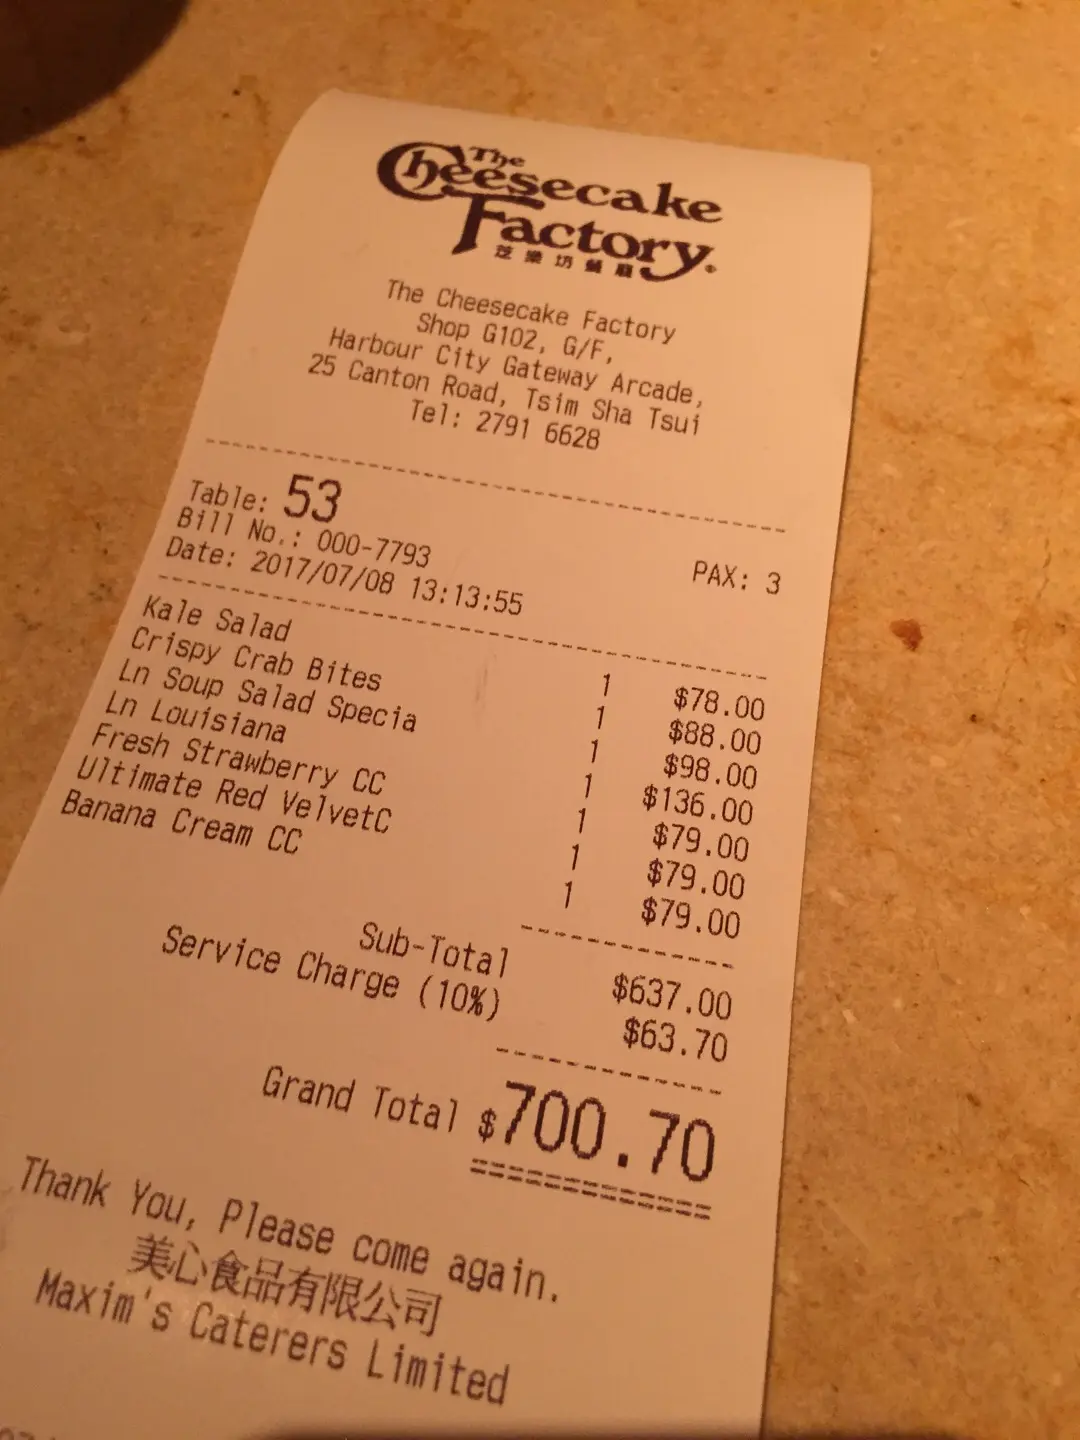 The
Cheesecake
Factory®
芝樂坊餐廳
The Cheesecake Factory
Shop G102, G/F,
Harbour City Gateway Arcade,
25 Canton Road, Tsim Sha Tsui
Tel: 2791 6628
Table: 53 PAX: 3
Bill No.: 000-7793
Date: 2017/07/08 13:13:55
Kale Salad 1 $78.00
Crispy Crab Bites 1 $88.00
Ln Soup Salad Specia 1 $98.00
Ln Louisiana 1 $136.00
Fresh Strawberry CC 1 $79.00
Ultimate Red VelvetC 1 $79.00
Banana Cream CC 1 $79.00
Sub-Total $637.00
Service Charge (10%) $63.70
Grand Total $700.70
Thank You, Please come again.
美心食品有限公司
Maxim's Caterers Limited